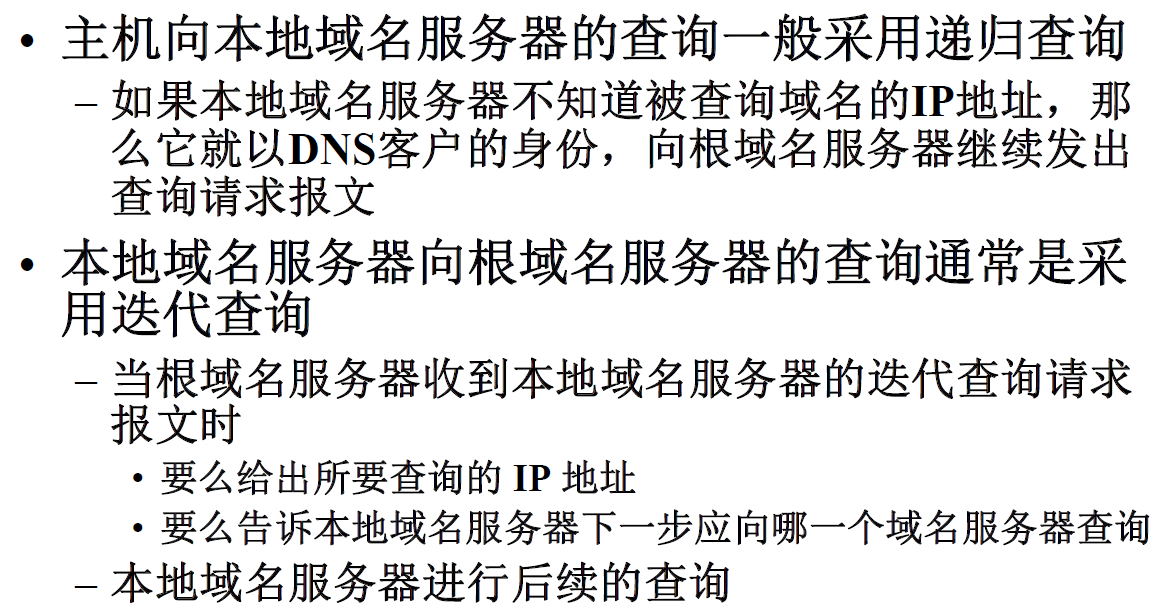 • 主机向本地域名服务器的查询一般采用递归查询
– 如果本地域名服务器不知道被查询域名的IP地址，那
么它就以DNS客户的身份，向根域名服务器继续发出
查询请求报文
• 本地域名服务器向根域名服务器的查询通常是采
用迭代查询
– 当根域名服务器收到本地域名服务器的迭代查询请求
报文时
• 要么给出所要查询的 IP 地址
• 要么告诉本地域名服务器下一步应向哪一个域名服务器查询
– 本地域名服务器进行后续的查询